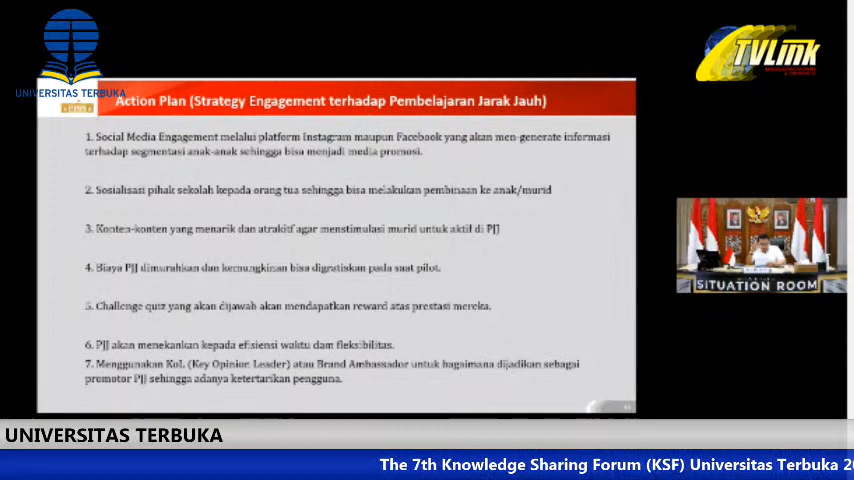 UNIVERSITAS TERBUKA
TVLink
Action Plan (Strategy Engagement terhadap Pembelajaran Jarak Jauh)
1. Social Media Engagement melalui platform Instagram maupun Facebook yang akan men-generate informasi
terhadap segmentasi anak-anak sehingga bisa menjadi media promosi.
2. Sosialisasi pihak sekolah kepada orang tua sehingga bisa melakukan pembinaan ke anak/murid
3. Konten-konten yang menarik dan atrakitf agar menstimulasi murid untuk aktif di PJJ
4. Biaya PJJ dimurahkan dan kemungkinan bisa digratiskan pada saat pilot.
5. Challenge quiz yang akan dijawab akan mendapatkan reward atas prestasi mereka.
6. PJJ akan menekankan kepada efisiensi waktu dam fleksibilitas.
7. Menggunakan KoL (Key Opinion Leader) atau Brand Ambassador untuk bagaimana dijadikan sebagai
promotor PJJ sehingga adanya ketertarikan pengguna.
SITUATION ROOM
UNIVERSITAS TERBUKA
The 7th Knowledge Sharing Forum (KSF) Universitas Terbuka 2